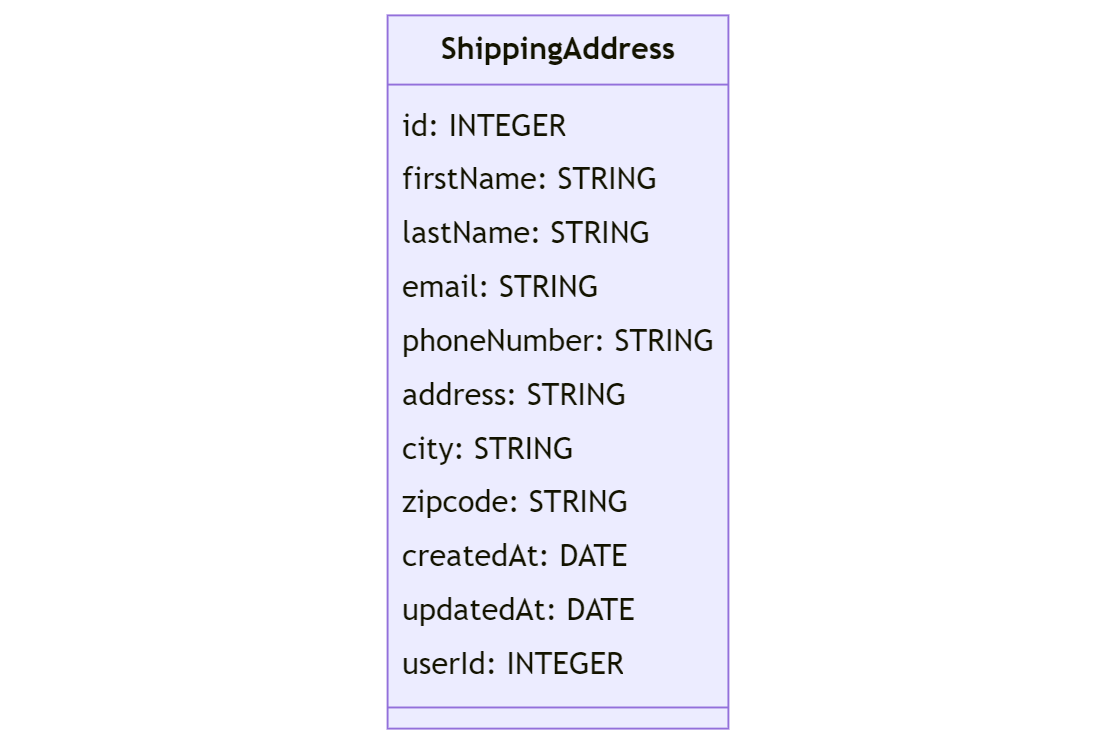 ShippingAddress
id: INTEGER
firstName: STRING
lastName: STRING
email: STRING
phoneNumber: STRING
address: STRING
city: STRING
zipcode: STRING
createdAt: DATE
updatedAt: DATE
userId: INTEGER